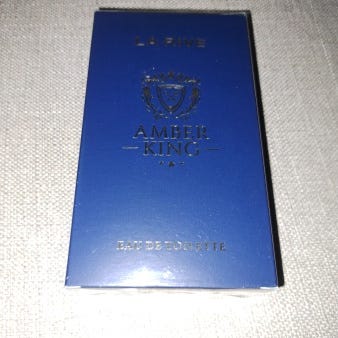 LA RIVE
AMBER
KING
EAU DE TOILETTE